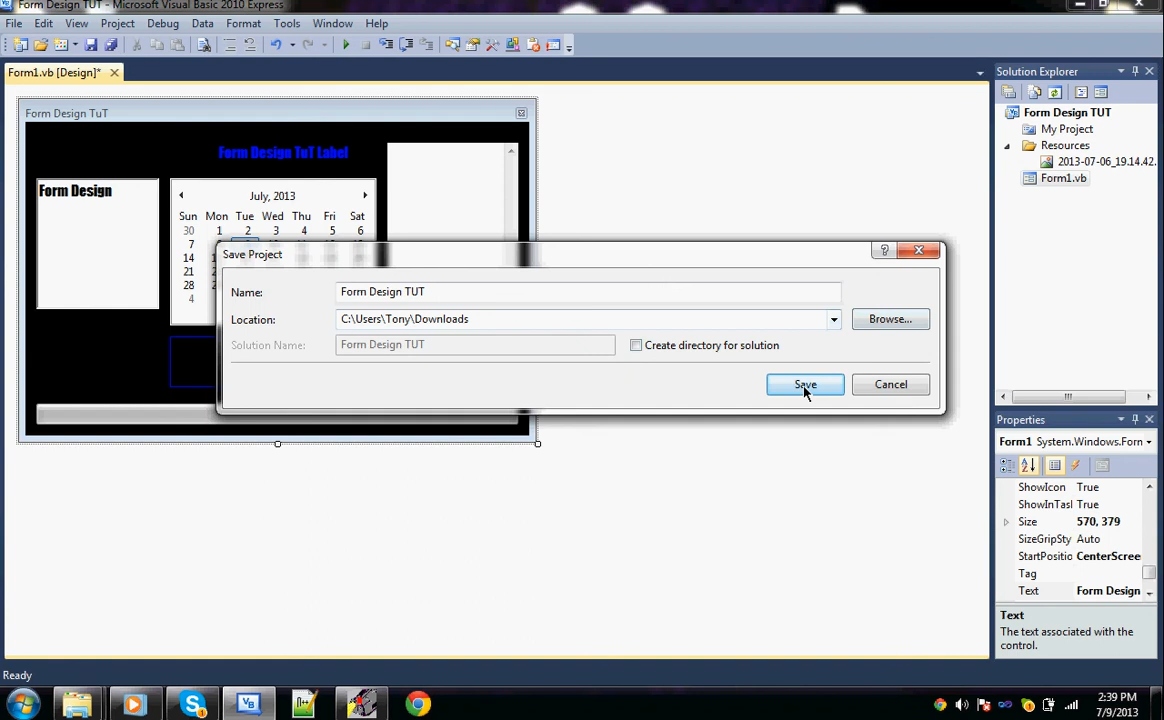 Form Design TUT - Microsoft Visual Basic 2010 Express
File Edit View Project Debug Data Format Tools Window Help
Form1.vb [Design]*
Form Design TuT
Form Design TuT Label
Form Design
July, 2013
Sun Mon Tue Wed Thu Fri Sat
30 1 2 3 4 5 6
7
14
21
28
4
Save Project
Name: Form Design TUT
Location: C:\Users\Tony\Downloads Browse...
Solution Name: Form Design TUT Create directory for solution
Save Cancel
Solution Explorer
Form Design TUT
My Project
Resources
2013-07-06_19.14.42.
Form1.vb
Properties
Form1 System.Windows.Forn
ShowIcon True
ShowInTasl True
Size 570, 379
SizeGripSty Auto
StartPositio CenterScree
Tag
Text Form Design
Text
The text associated with the
control.
Ready
2:39 PM
7/9/2013